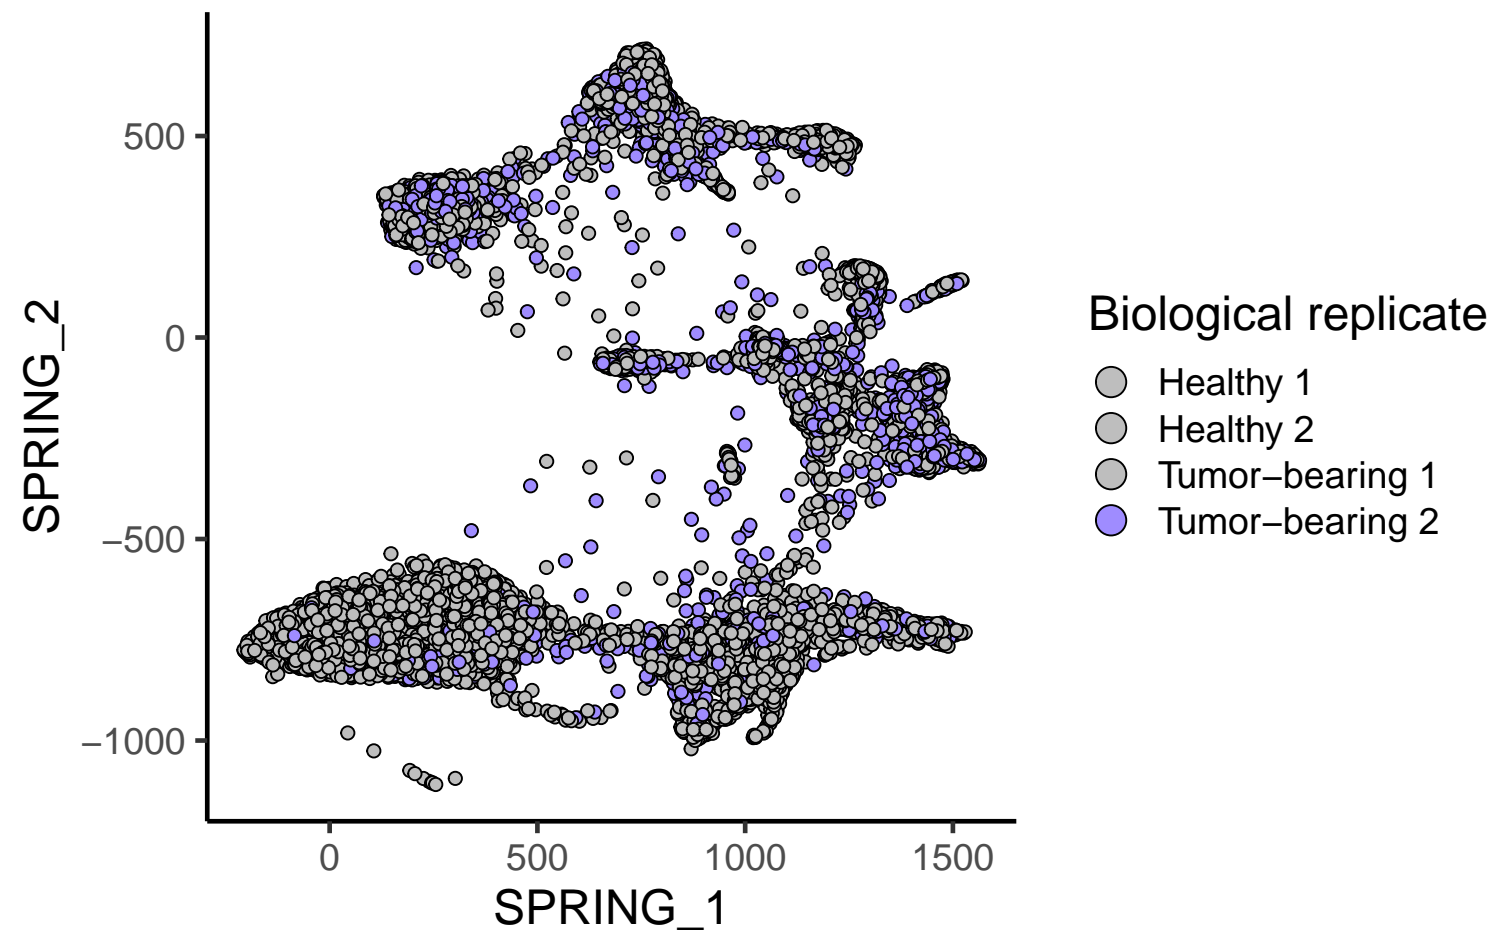 500
0
−500
−1000
SPRING_2
0
500
1000
1500
SPRING_1
Biological replicate
Healthy 1
Healthy 2
Tumor−bearing 1
Tumor−bearing 2